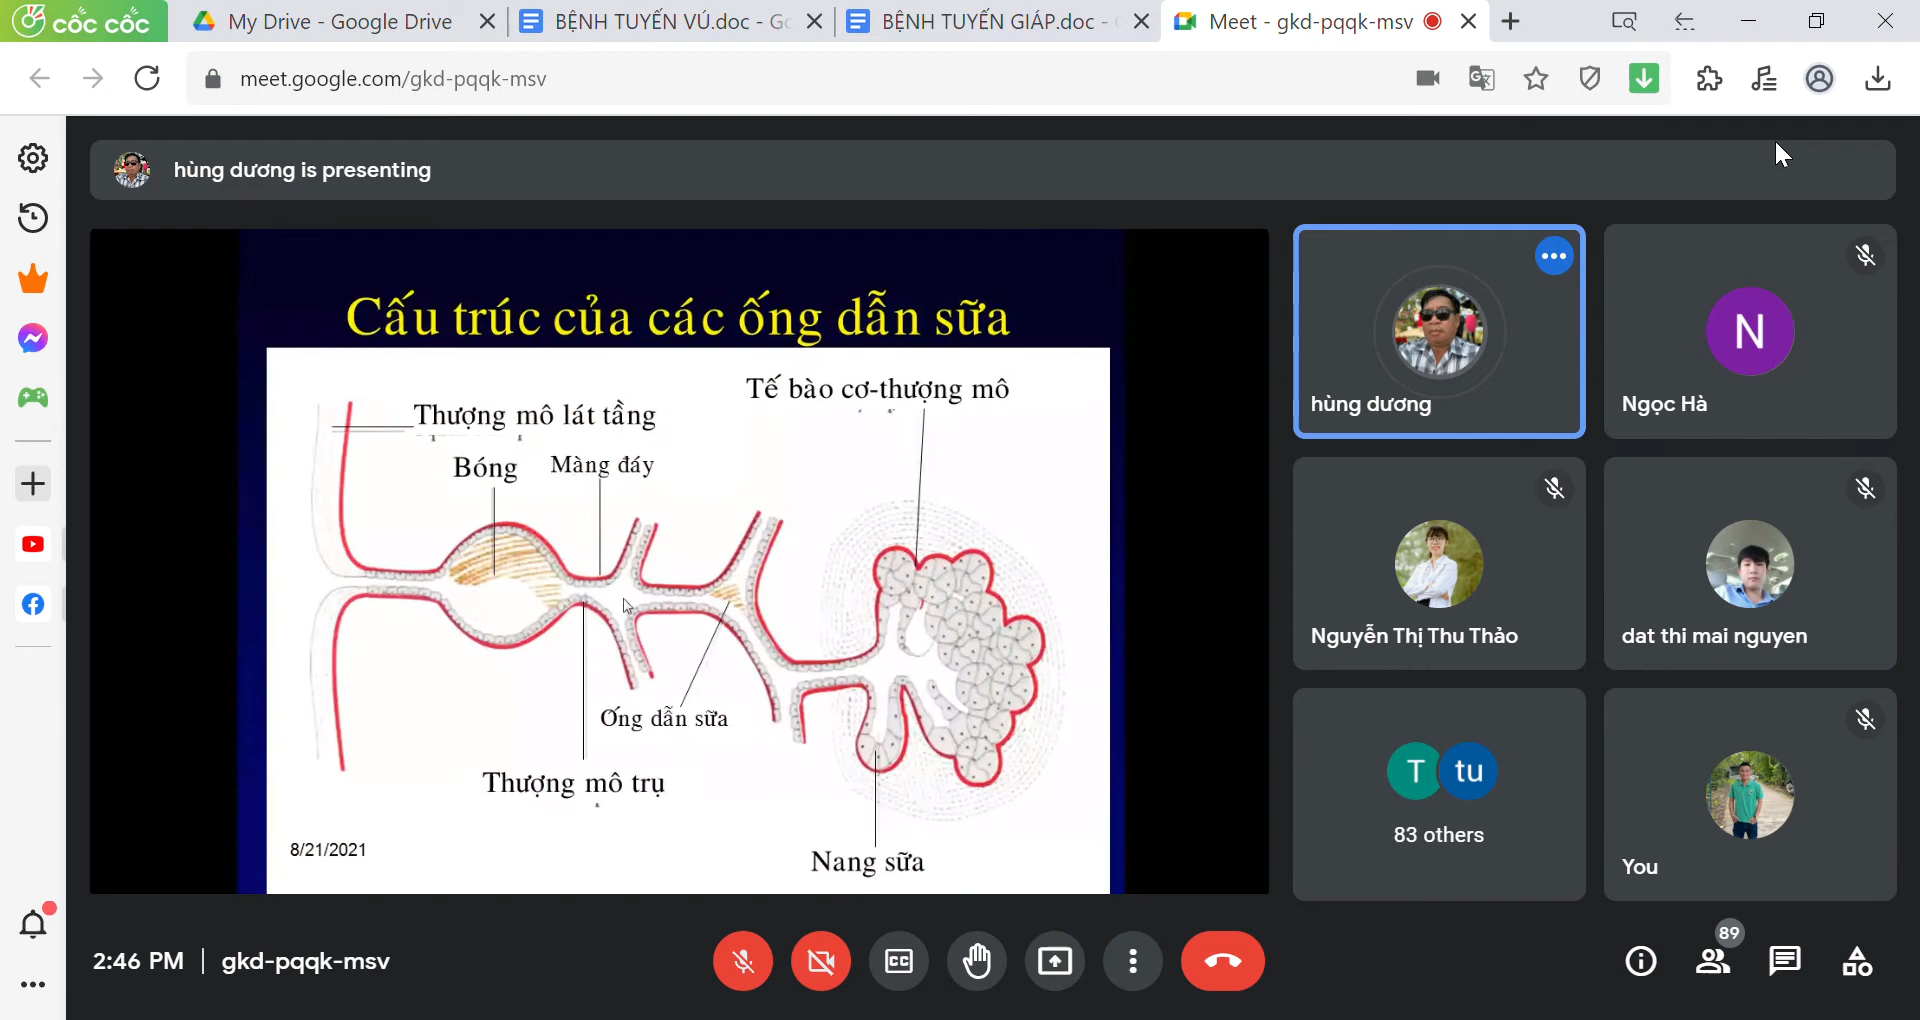 cốc cốc
My Drive - Google Drive
BỆNH TUYẾN VÚ.doc - Go
BỆNH TUYẾN GIÁP.doc -
Meet - gkd-pqqk-msv
meet.google.com/gkd-pqqk-msv
hùng dương is presenting
Cấu trúc của các ống dẫn sữa
Tế bào cơ-thượng mô
Thượng mô lát tầng
Bóng
Màng đáy
Ống dẫn sữa
Thượng mô trụ
8/21/2021
Nang sữa
hùng dương
N
Ngọc Hà
Nguyễn Thị Thu Thảo
dat thi mai nguyen
T
tu
83 others
You
2:46 PM | gkd-pqqk-msv
CC
89